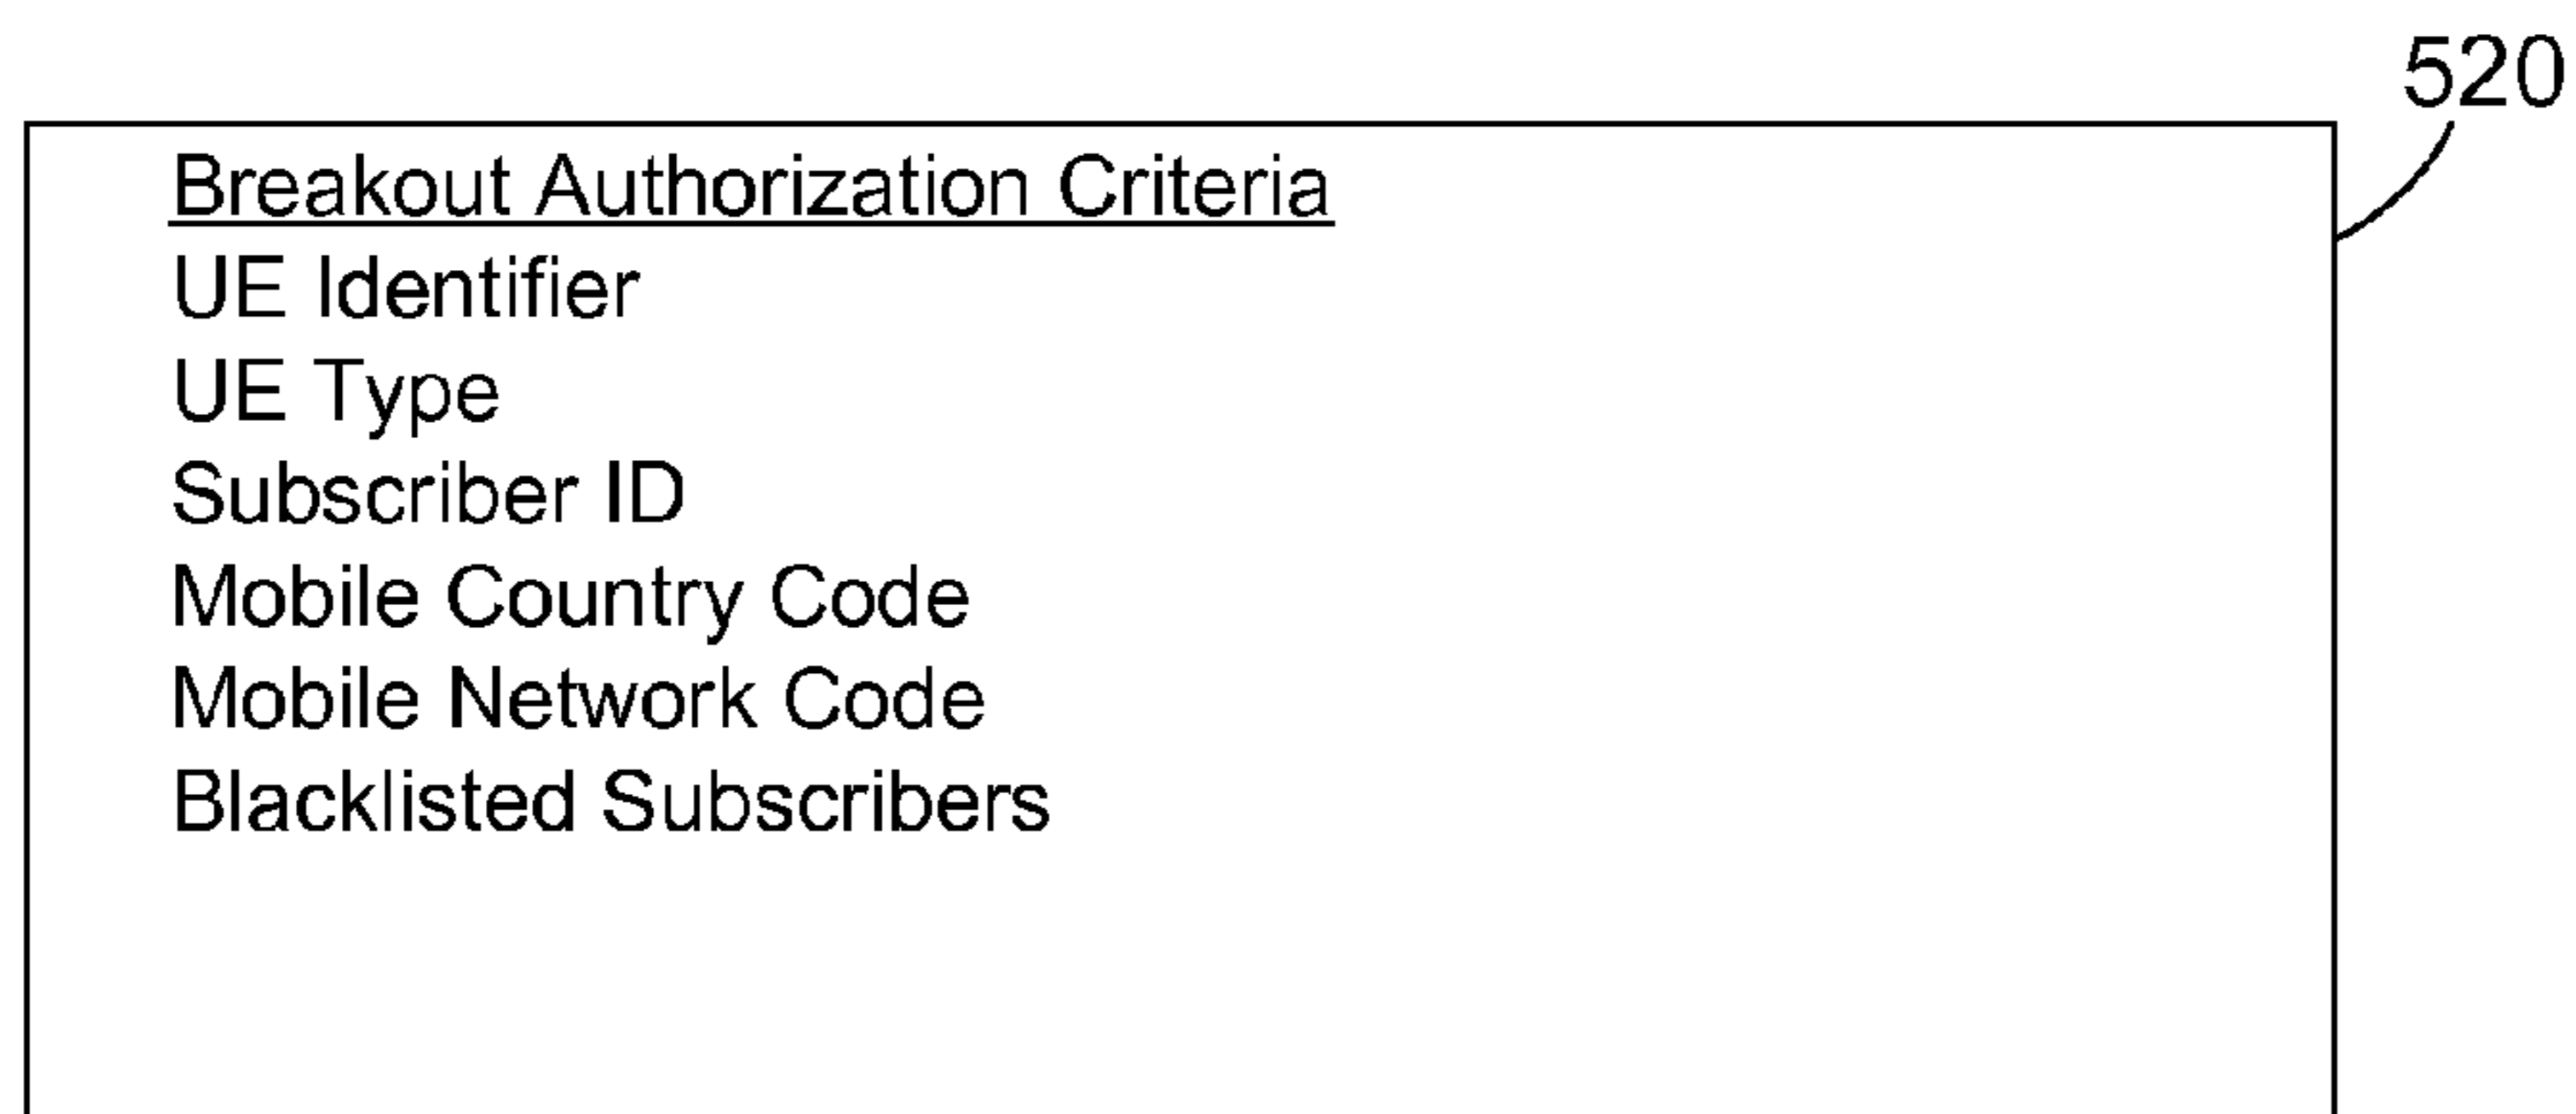 520
Breakout Authorization Criteria
UE Identifier
UE Type
Subscriber ID
Mobile Country Code
Mobile Network Code
Blacklisted Subscribers